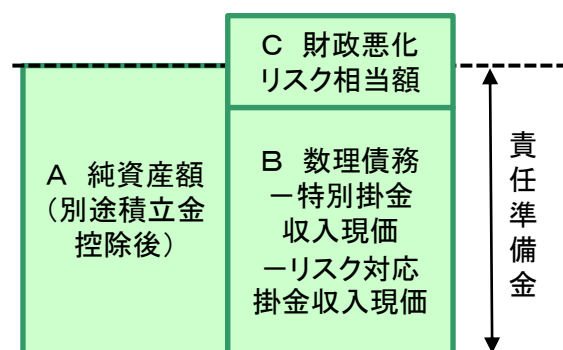 C 財政悪化
リスク相当額
A 純資産額
(別途積立金
控除後)
B 数理債務
－特別掛金
収入現価
－リスク対応
掛金収入現価
責任準備金